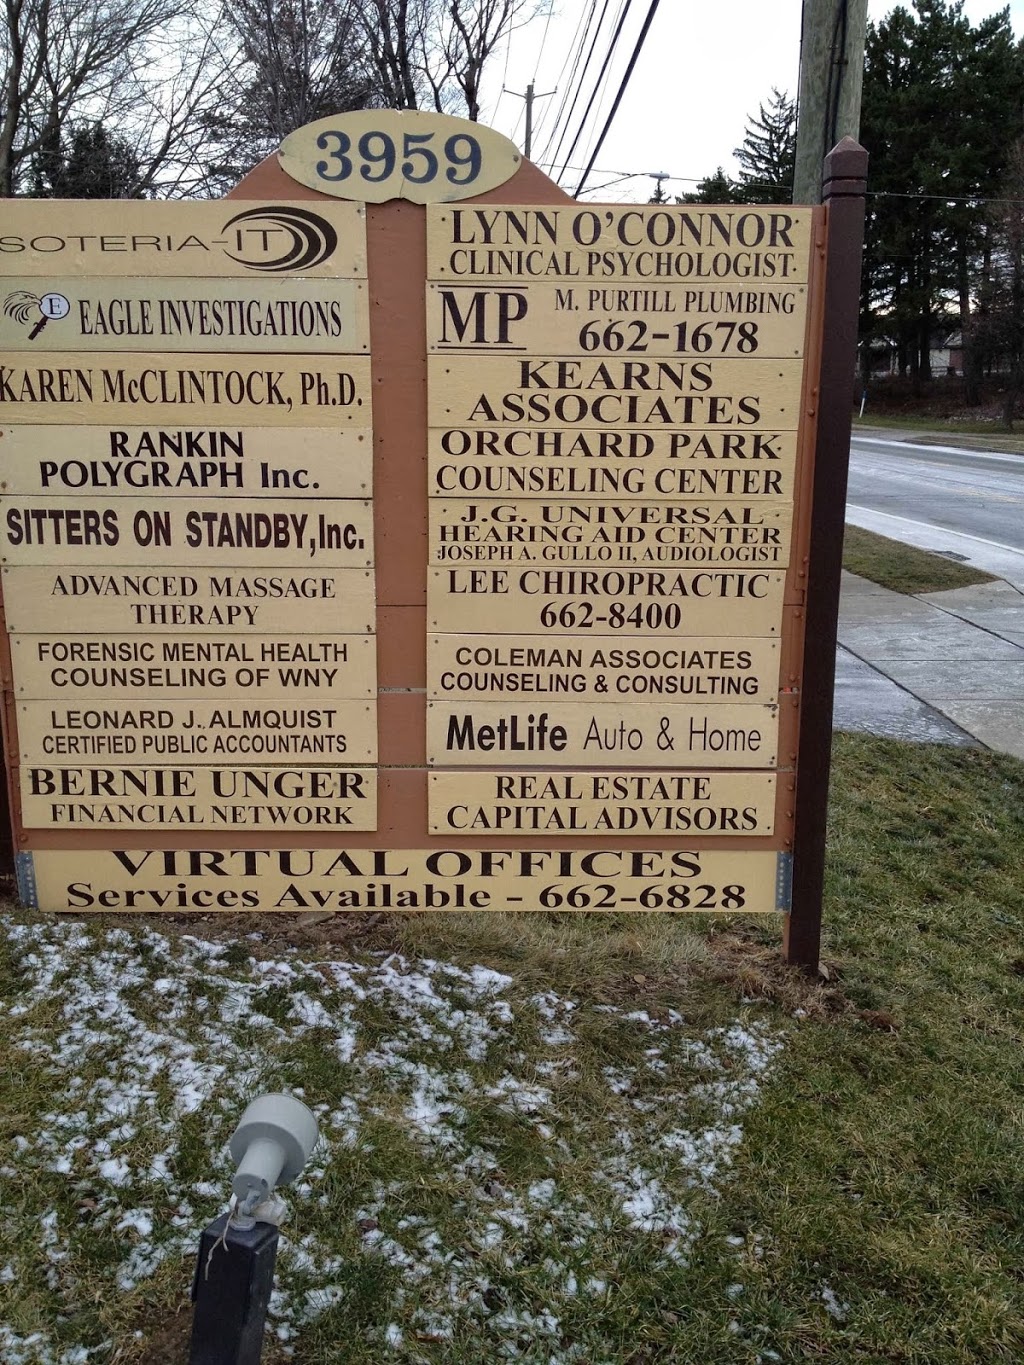 3959
SOTERIA-IT
E EAGLE INVESTIGATIONS
KAREN McCLINTOCK, Ph.D.
RANKIN
POLYGRAPH Inc.
SITTERS ON STANDBY, Inc.
ADVANCED MASSAGE
THERAPY
FORENSIC MENTAL HEALTH
COUNSELING OF WNY
LEONARD J. ALMQUIST
CERTIFIED PUBLIC ACCOUNTANTS
BERNIE UNGER
FINANCIAL NETWORK
LYNN O'CONNOR
CLINICAL PSYCHOLOGIST
MP M. PURTILL PLUMBING
662-1678
KEARNS
ASSOCIATES
ORCHARD PARK
COUNSELING CENTER
J.G. UNIVERSAL
HEARING AID CENTER
JOSEPH A. GULLO II, AUDIOLOGIST
LEE CHIROPRACTIC
662-8400
COLEMAN ASSOCIATES
COUNSELING & CONSULTING
MetLife Auto & Home
REAL ESTATE
CAPITAL ADVISORS
VIRTUAL OFFICES
Services Available - 662-6828